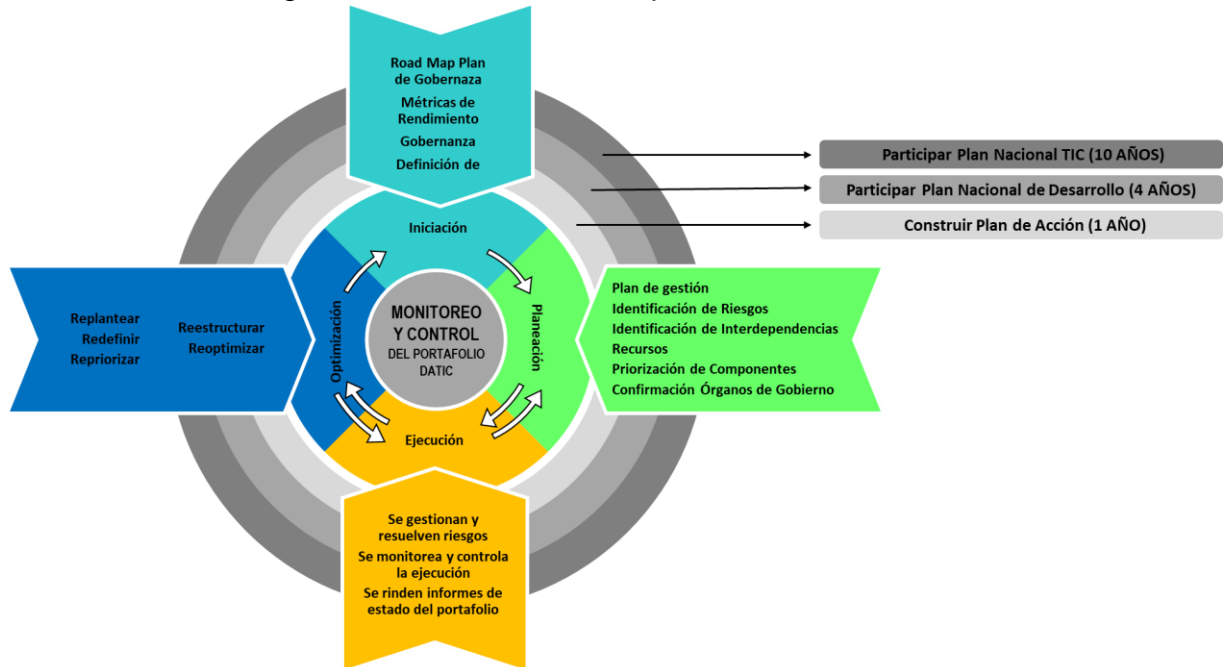 Road Map Plan
de Gobernaza
Métricas de
Rendimiento
Gobernanza
Definición de
Participar Plan Nacional TIC (10 AÑOS)
Participar Plan Nacional de Desarrollo (4 AÑOS)
Construir Plan de Acción (1 AÑO)
Iniciación
Planeación
Ejecución
Optimización
MONITOREO
Y CONTROL
DEL PORTAFOLIO
DATIC
Replantear
Redefinir
Repriorizar
Reestructurar
Reoptimizar
Plan de gestión
Identificación de Riesgos
Identificación de Interdependencias
Recursos
Priorización de Componentes
Confirmación Órganos de Gobierno
Se gestionan y
resuelven riesgos
Se monitorea y controla
la ejecución
Se rinden informes de
estado del portafolio